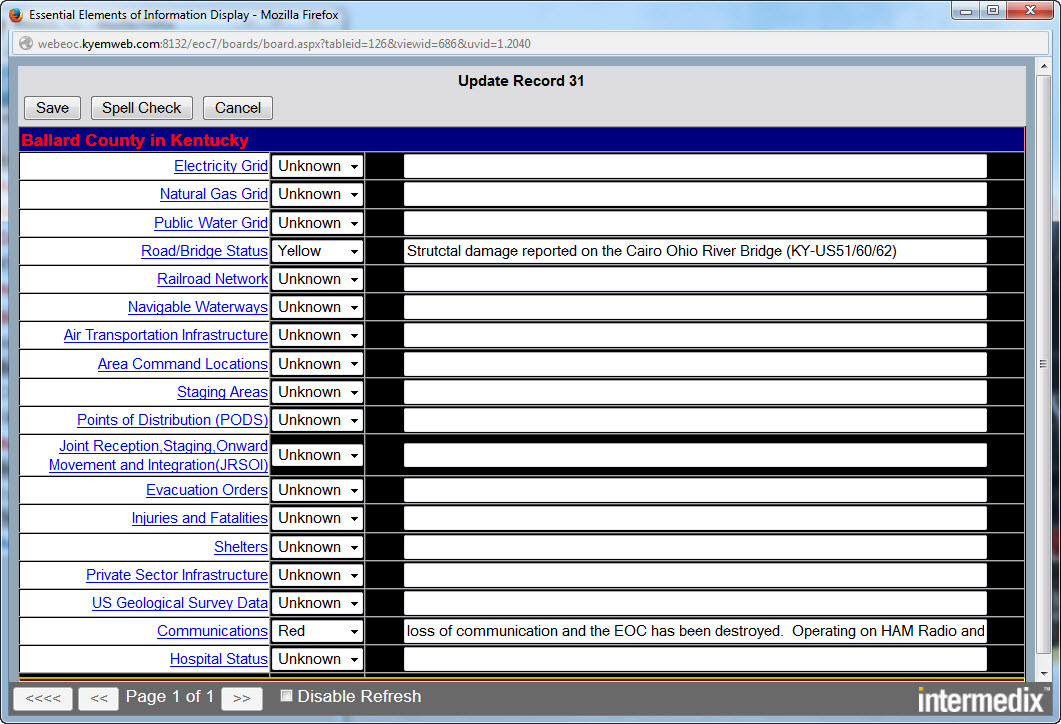 Essential Elements of Information Display - Mozilla Firefox
webeoc.kyemweb.com:8132/eoc7/boards/board.aspx?tableid=126&viewid=686&uvid=1.2040
Update Record 31
Save Spell Check Cancel
Ballard County in Kentucky
Electricity Grid Unknown
Natural Gas Grid Unknown
Public Water Grid Unknown
Road/Bridge Status Yellow Strutctal damage reported on the Cairo Ohio River Bridge (KY-US51/60/62)
Railroad Network Unknown
Navigable Waterways Unknown
Air Transportation Infrastructure Unknown
Area Command Locations Unknown
Staging Areas Unknown
Points of Distribution (PODS) Unknown
Joint Reception,Staging,Onward
Movement and Integration(JRSOI) Unknown
Evacuation Orders Unknown
Injuries and Fatalities Unknown
Shelters Unknown
Private Sector Infrastructure Unknown
US Geological Survey Data Unknown
Communications Red loss of communication and the EOC has been destroyed.  Operating on HAM Radio and
Hospital Status Unknown
<<<< << Page 1 of 1 >> Disable Refresh
intermedix™